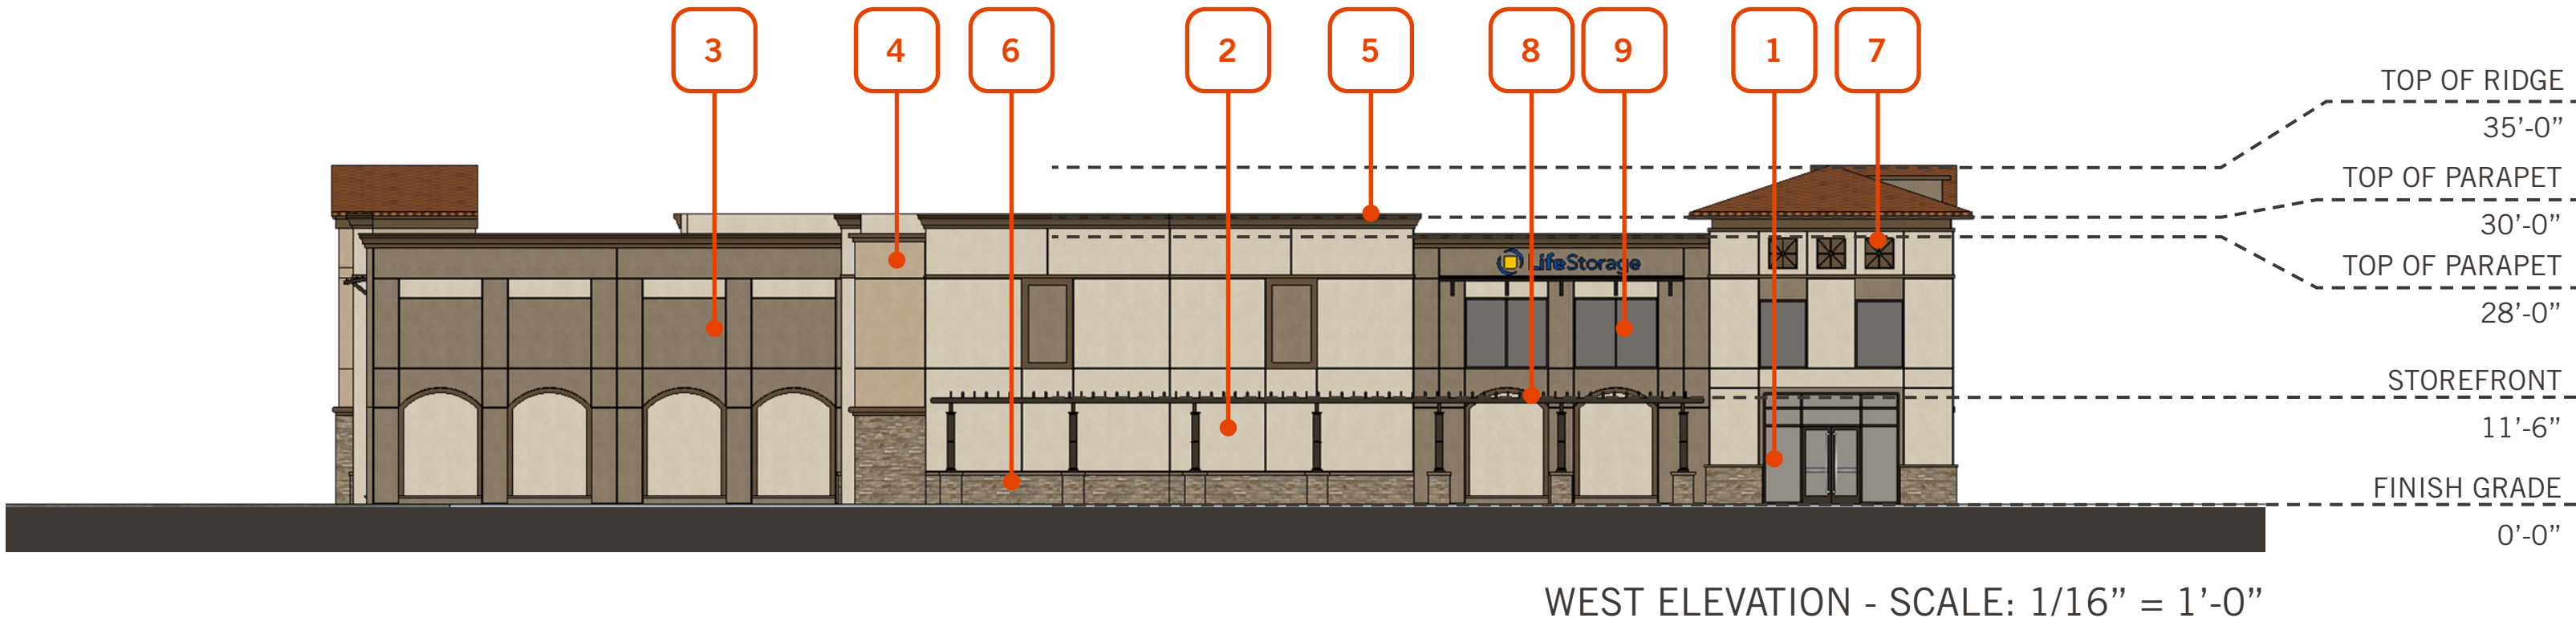 3 4 6 2 5 8 9 1 7
TOP OF RIDGE
35’-0”
TOP OF PARAPET
30’-0”
TOP OF PARAPET
28’-0”
LifeStorage
STOREFRONT
11’-6”
FINISH GRADE
0’-0”
WEST ELEVATION - SCALE: 1/16” = 1’-0”